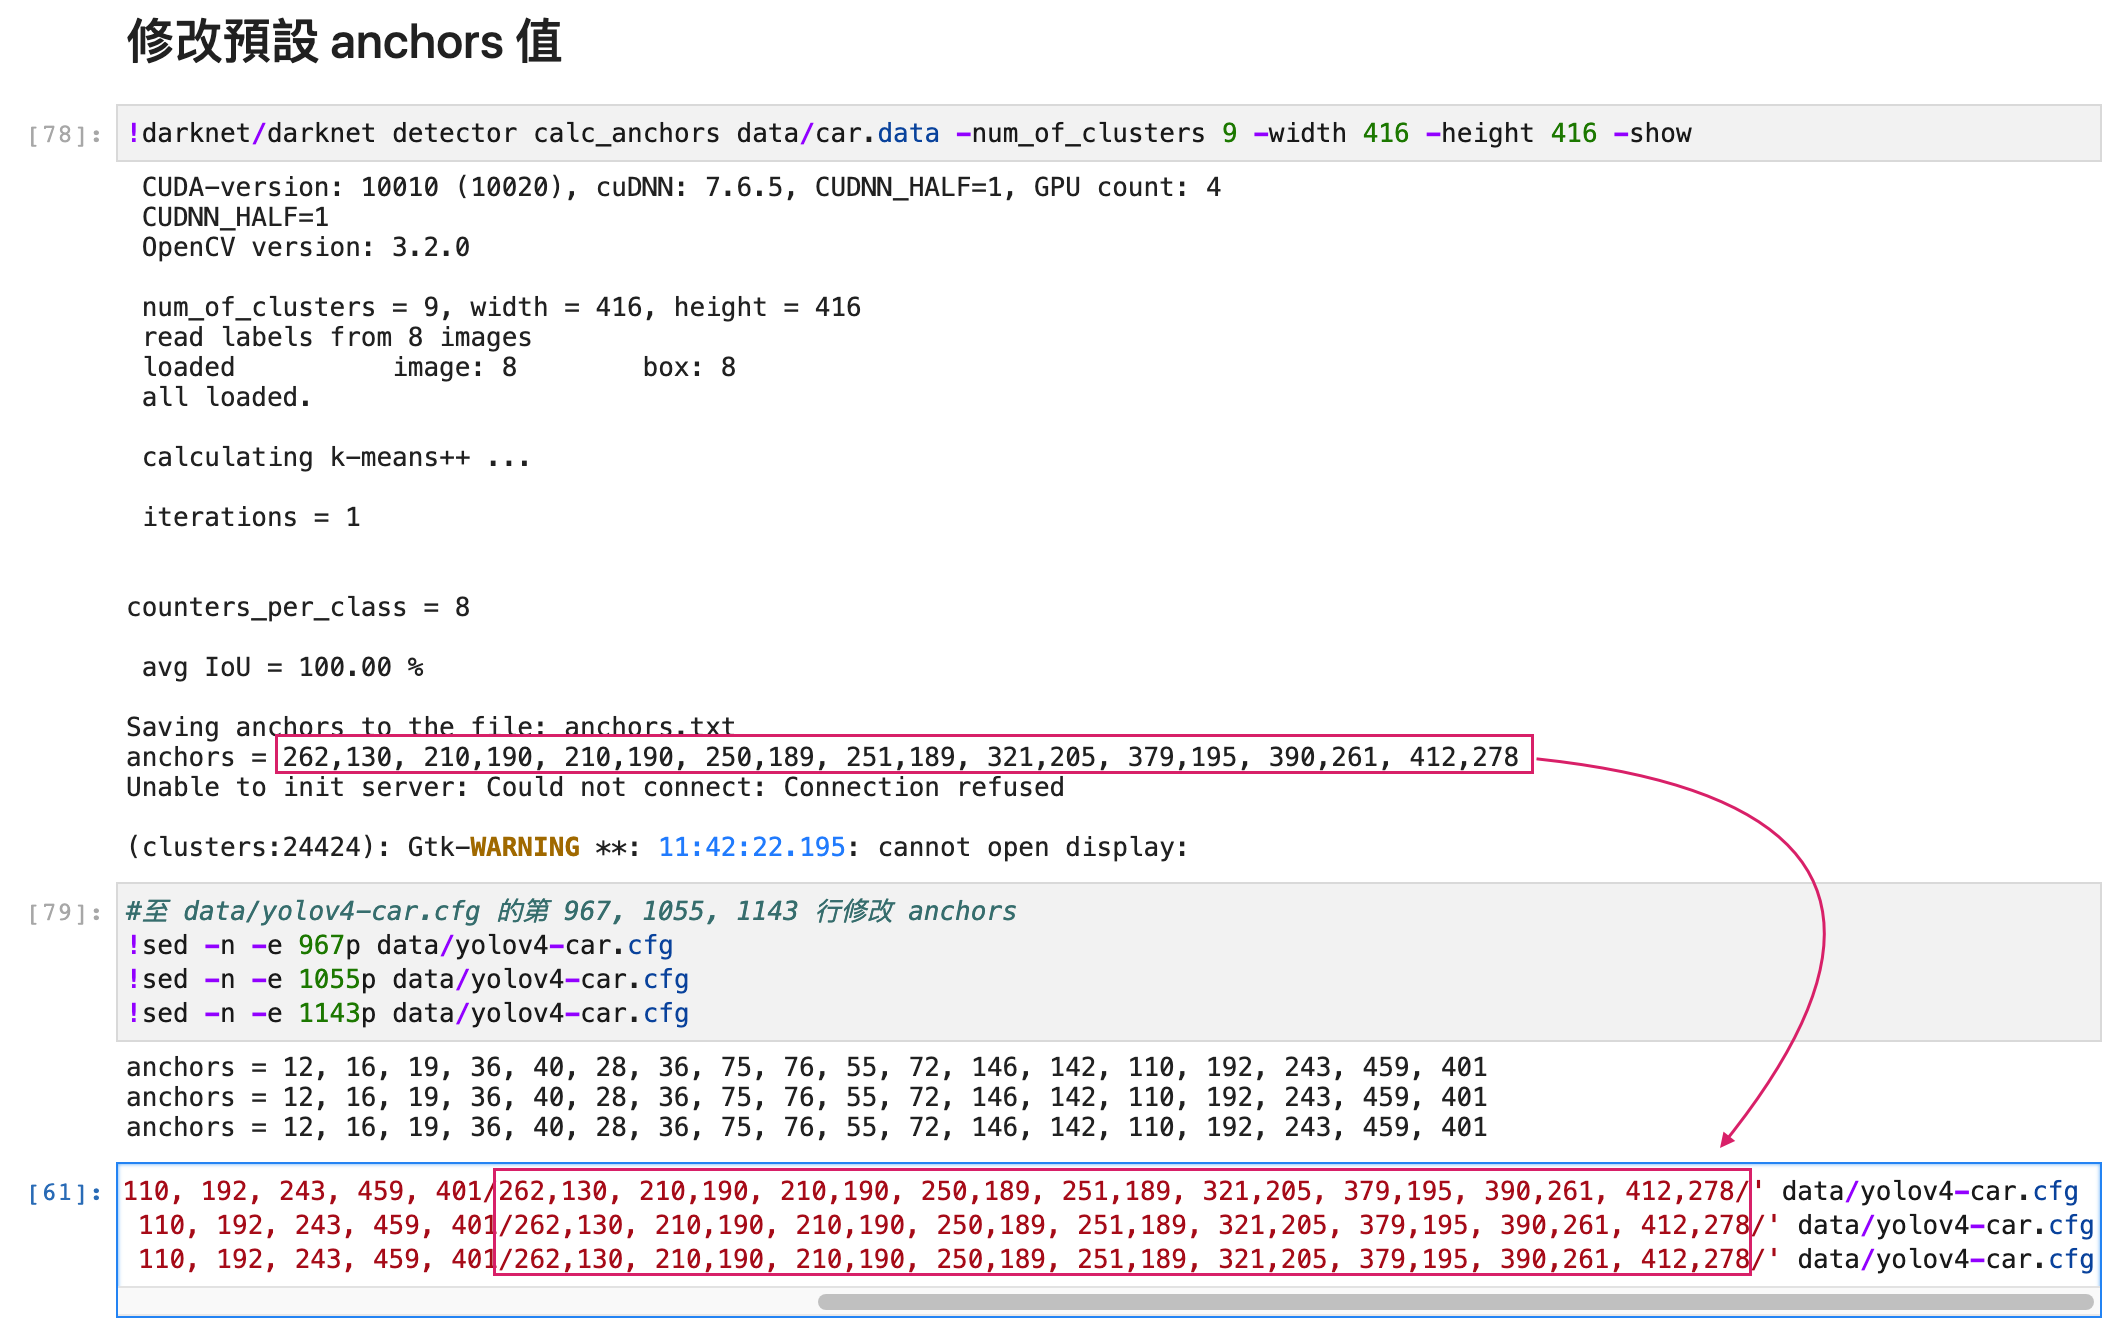 修改預設 anchors 值
[78]: !darknet/darknet detector calc_anchors data/car.data -num_of_clusters 9 -width 416 -height 416 -show
CUDA-version: 10010 (10020), cuDNN: 7.6.5, CUDNN_HALF=1, GPU count: 4
CUDNN_HALF=1
OpenCV version: 3.2.0
num_of_clusters = 9, width = 416, height = 416
read labels from 8 images
loaded image: 8 box: 8
all loaded.
calculating k-means++ ...
iterations = 1
counters_per_class = 8
avg IoU = 100.00 %
Saving anchors to the file: anchors.txt
anchors = 262,130, 210,190, 210,190, 250,189, 251,189, 321,205, 379,195, 390,261, 412,278
Unable to init server: Could not connect: Connection refused
(clusters:24424): Gtk-WARNING **: 11:42:22.195: cannot open display:
[79]: #至 data/yolov4-car.cfg 的第 967, 1055, 1143 行修改 anchors
!sed -n -e 967p data/yolov4-car.cfg
!sed -n -e 1055p data/yolov4-car.cfg
!sed -n -e 1143p data/yolov4-car.cfg
anchors = 12, 16, 19, 36, 40, 28, 36, 75, 76, 55, 72, 146, 142, 110, 192, 243, 459, 401
anchors = 12, 16, 19, 36, 40, 28, 36, 75, 76, 55, 72, 146, 142, 110, 192, 243, 459, 401
anchors = 12, 16, 19, 36, 40, 28, 36, 75, 76, 55, 72, 146, 142, 110, 192, 243, 459, 401
[61]: 110, 192, 243, 459, 401/262,130, 210,190, 210,190, 250,189, 251,189, 321,205, 379,195, 390,261, 412,278/' data/yolov4-car.cfg
110, 192, 243, 459, 401/262,130, 210,190, 210,190, 250,189, 251,189, 321,205, 379,195, 390,261, 412,278/' data/yolov4-car.cfg
110, 192, 243, 459, 401/262,130, 210,190, 210,190, 250,189, 251,189, 321,205, 379,195, 390,261, 412,278/' data/yolov4-car.cfg